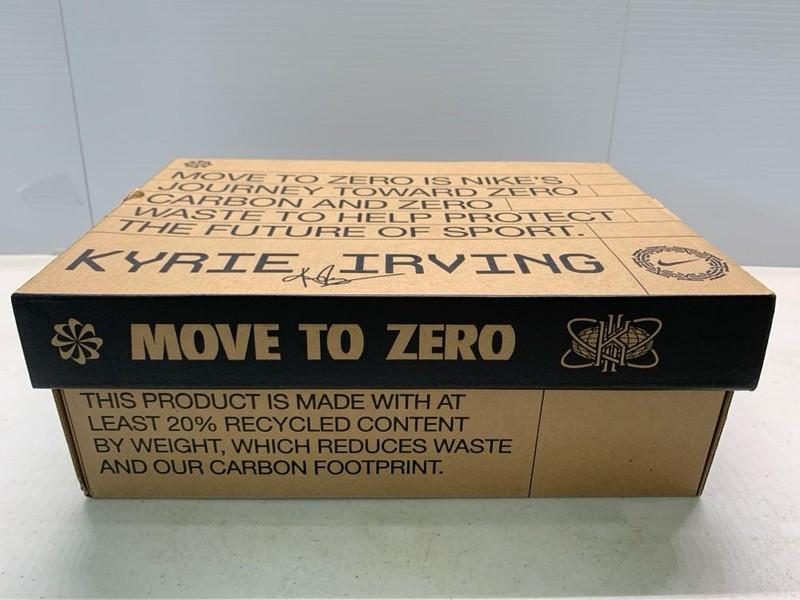 MOVE TO ZERO IS NIKE'S
JOURNEY TOWARD ZERO
CARBON AND ZERO
WASTE TO HELP PROTECT
THE FUTURE OF SPORT.
KYRIE IRVING
MOVE TO ZERO
THIS PRODUCT IS MADE WITH AT
LEAST 20% RECYCLED CONTENT
BY WEIGHT, WHICH REDUCES WASTE
AND OUR CARBON FOOTPRINT.